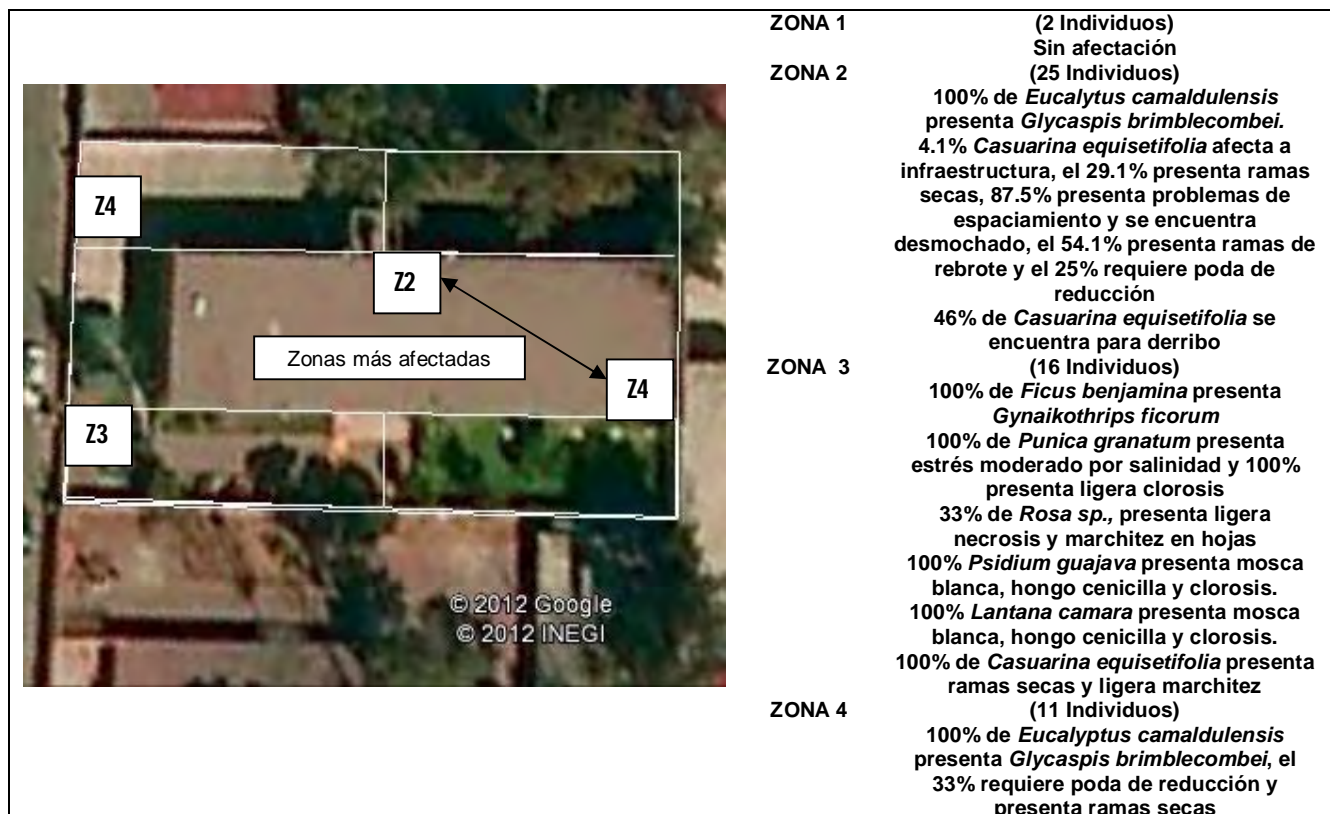 Z4
Z2
Zonas más afectadas
Z4
Z3
© 2012 Google
© 2012 INEGI
ZONA 1 (2 Individuos)
Sin afectación
ZONA 2 (25 Individuos)
100% de Eucalytus camaldulensis
presenta Glycaspis brimblecombei.
4.1% Casuarina equisetifolia afecta a
infraestructura, el 29.1% presenta ramas
secas, 87.5% presenta problemas de
espaciamiento y se encuentra
desmochado, el 54.1% presenta ramas de
rebrote y el 25% requiere poda de
reducción
46% de Casuarina equisetifolia se
encuentra para derribo
ZONA 3 (16 Individuos)
100% de Ficus benjamina presenta
Gynaikothrips ficorum
100% de Punica granatum presenta
estrés moderado por salinidad y 100%
presenta ligera clorosis
33% de Rosa sp., presenta ligera
necrosis y marchitez en hojas
100% Psidium guajava presenta mosca
blanca, hongo cenicilla y clorosis.
100% Lantana camara presenta mosca
blanca, hongo cenicilla y clorosis.
100% de Casuarina equisetifolia presenta
ramas secas y ligera marchitez
ZONA 4 (11 Individuos)
100% de Eucalyptus camaldulensis
presenta Glycaspis brimblecombei, el
33% requiere poda de reducción y
presenta ramas secas